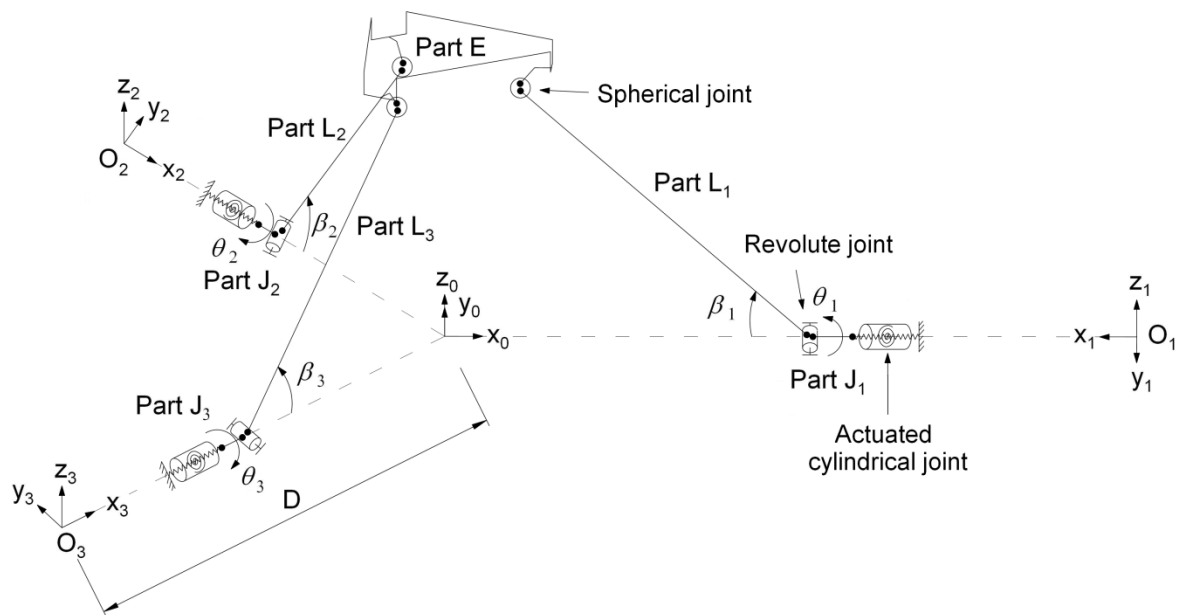 Part E
Spherical joint
z₂
y₂
O₂
x₂
Part L₂
Part L₁
β₂
Part L₃
θ₂
Part J₂
Revolute joint
z₀
y₀
x₀
β₁
θ₁
z₁
x₁
O₁
y₁
Part J₁
β₃
Part J₃
Actuated
cylindrical joint
θ₃
z₃
y₃
x₃
O₃
D